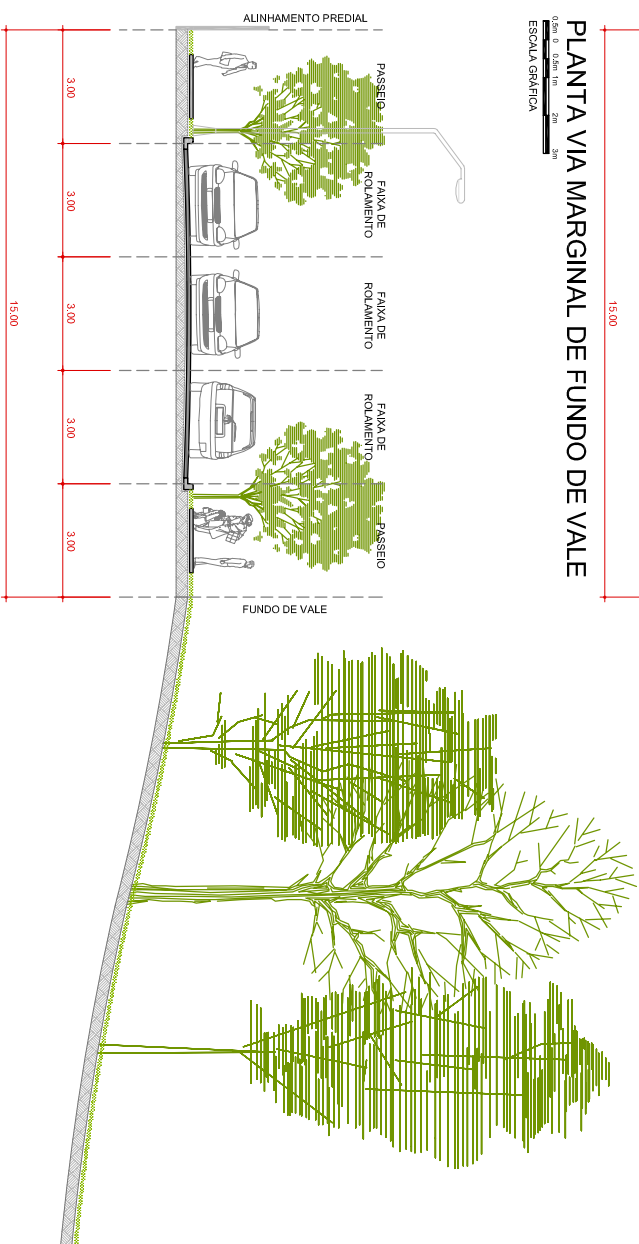 PLANTA VIA MARGINAL DE FUNDO DE VALE
0.5m 0 0.5m 1m 2m 3m
ESCALA GRÁFICA
15.00
ALINHAMENTO PREDIAL
PASSEIO
FAIXA DE
ROLAMENTO
FAIXA DE
ROLAMENTO
FAIXA DE
ROLAMENTO
PASSEIO
FUNDO DE VALE
3.00
3.00
3.00
3.00
3.00
15.00